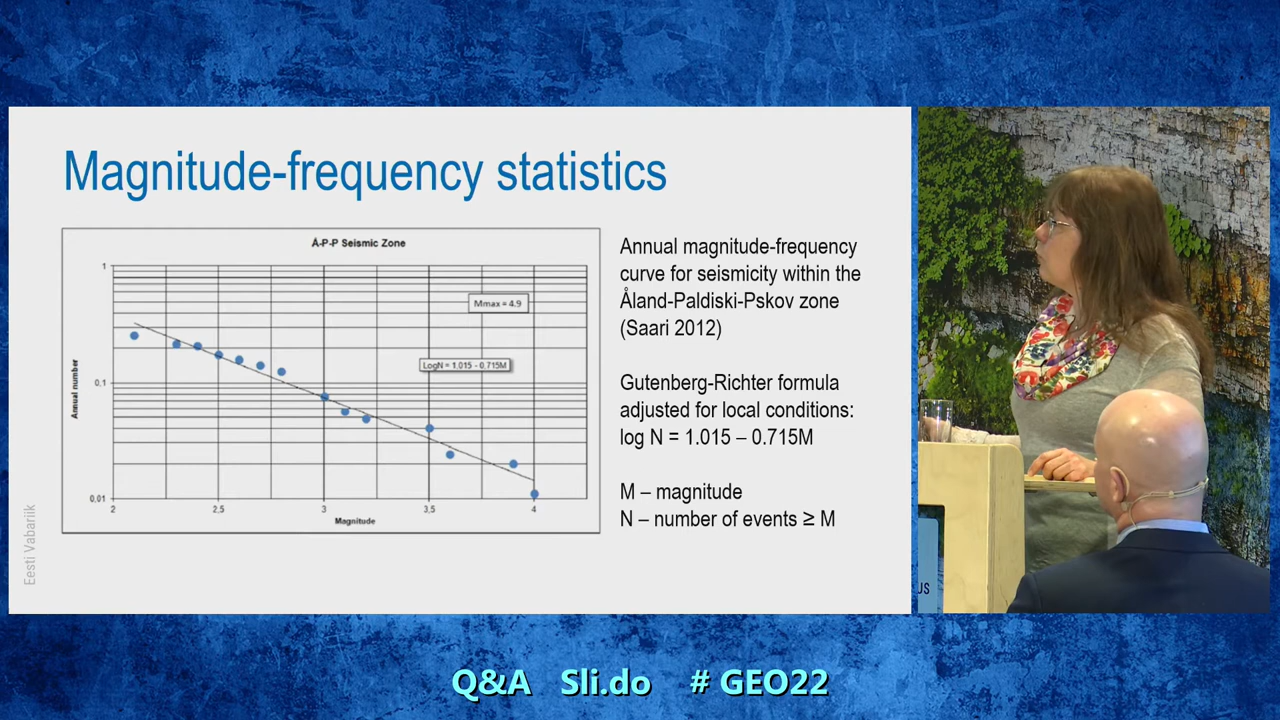 Magnitude-frequency statistics
Å-P-P Seismic Zone
1
0,1
0,01
Annual number
Mmax = 4.9
LogN = 1.015 - 0.715M
2
2,5
3
3,5
4
Magnitude
Annual magnitude-frequency
curve for seismicity within the
Åland-Paldiski-Pskov zone
(Saari 2012)
Gutenberg-Richter formula
adjusted for local conditions:
log N = 1.015 – 0.715M
M – magnitude
N – number of events ≥ M
Eesti Vabariik
US
Q&A Sli.do # GEO22